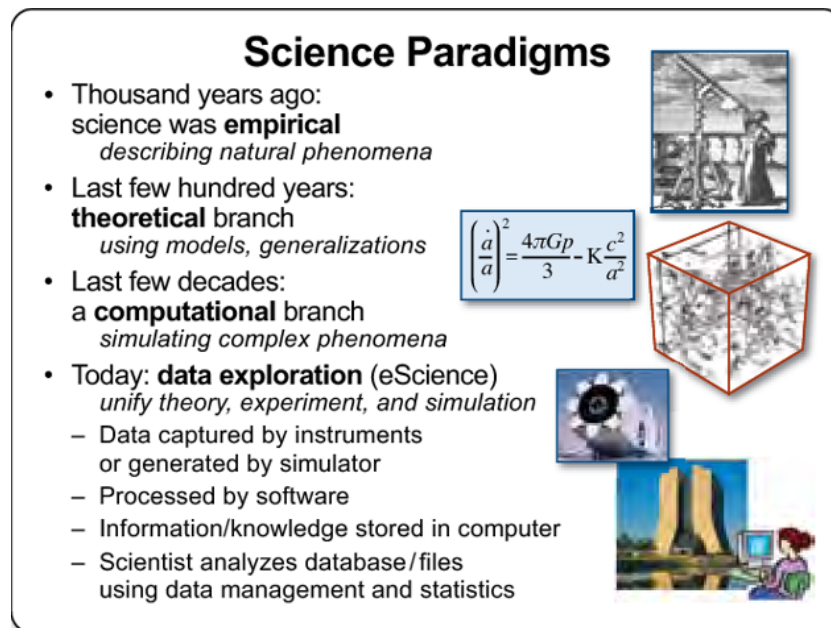 Science Paradigms
• Thousand years ago:
science was empirical
describing natural phenomena
• Last few hundred years:
theoretical branch
using models, generalizations
(ȧ/a)² = 4πGp/3 - K c²/a²
• Last few decades:
a computational branch
simulating complex phenomena
• Today: data exploration (eScience)
unify theory, experiment, and simulation
– Data captured by instruments
or generated by simulator
– Processed by software
– Information/knowledge stored in computer
– Scientist analyzes database/files
using data management and statistics